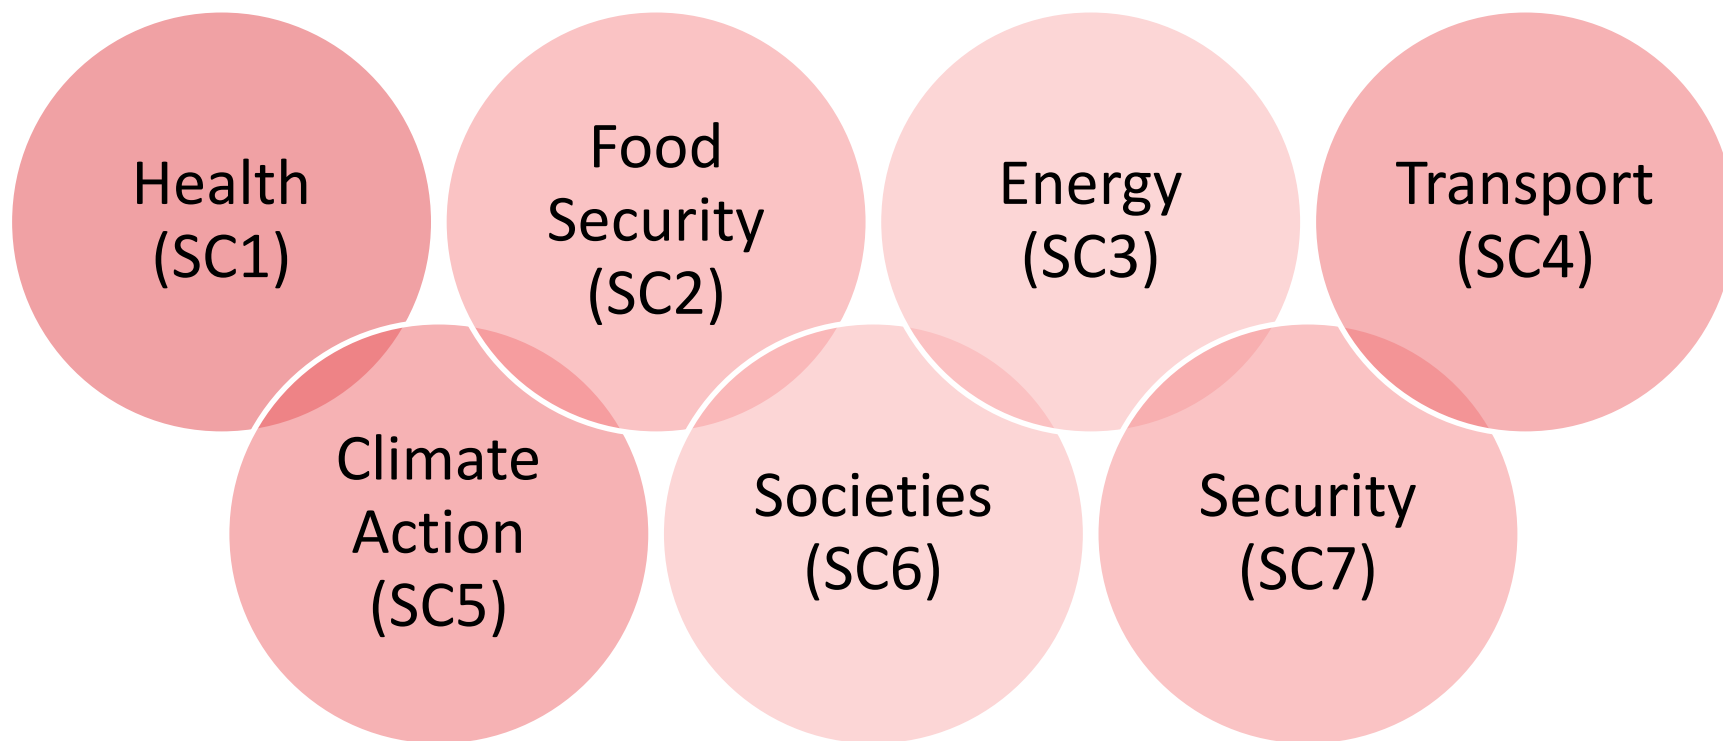 Health
(SC1)
Food
Security
(SC2)
Energy
(SC3)
Transport
(SC4)
Climate
Action
(SC5)
Societies
(SC6)
Security
(SC7)